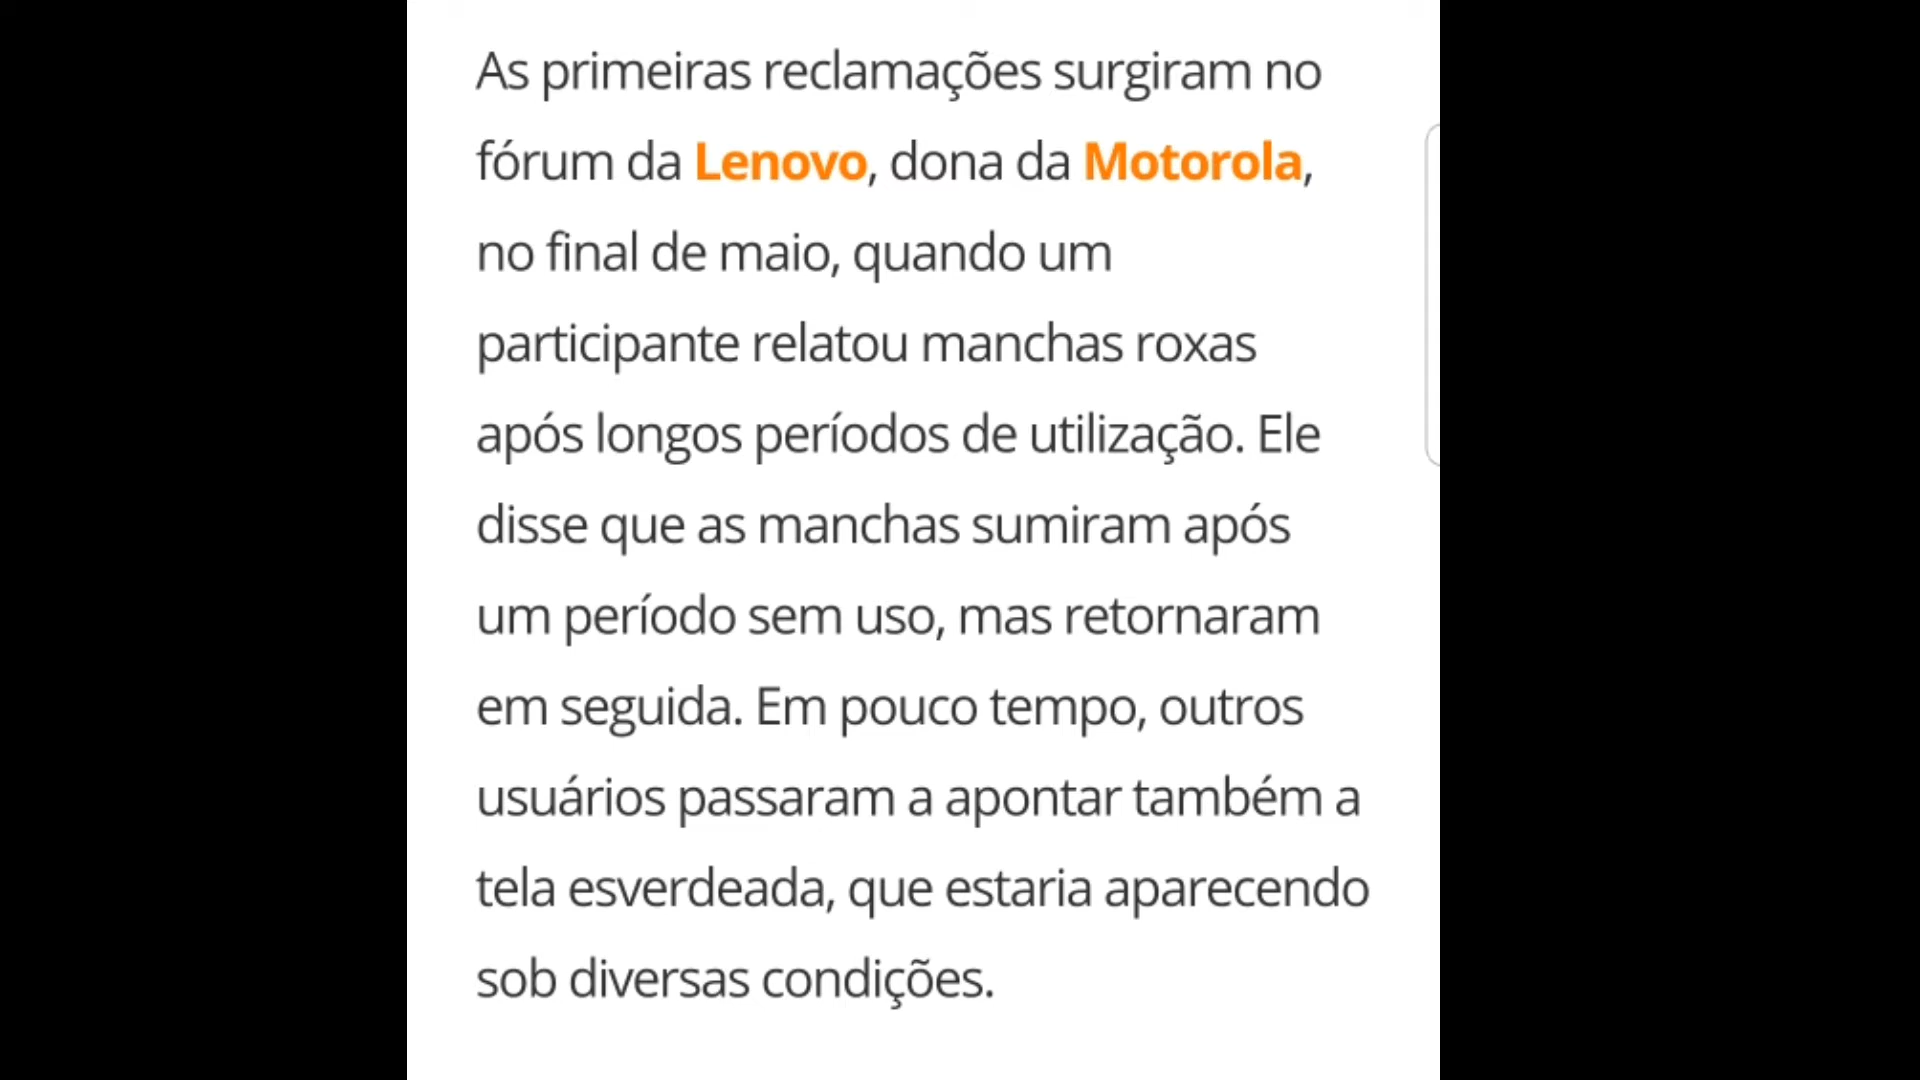 As primeiras reclamações surgiram no
fórum da Lenovo, dona da Motorola,
no final de maio, quando um
participante relatou manchas roxas
após longos períodos de utilização. Ele
disse que as manchas sumiram após
um período sem uso, mas retornaram
em seguida. Em pouco tempo, outros
usuários passaram a apontar também a
tela esverdeada, que estaria aparecendo
sob diversas condições.